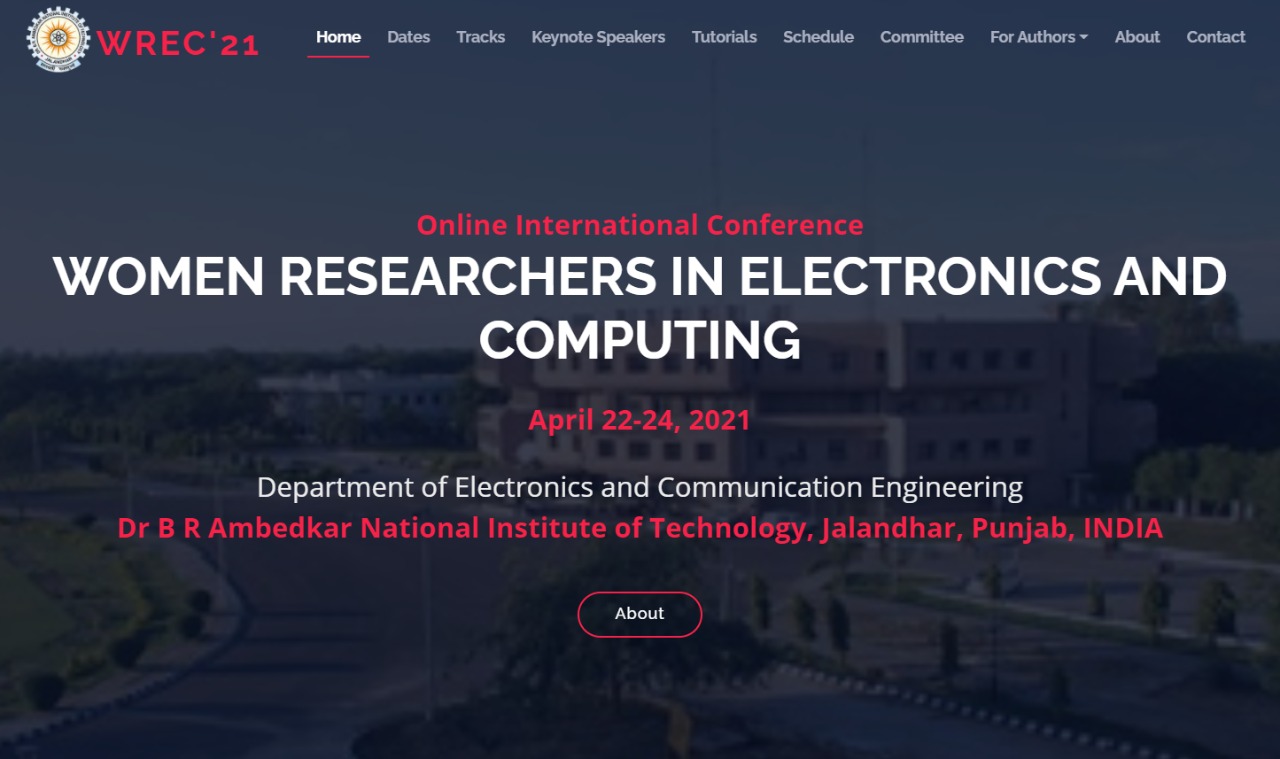 WREC'21
Home Dates Tracks Keynote Speakers Tutorials Schedule Committee For Authors About Contact
Online International Conference
WOMEN RESEARCHERS IN ELECTRONICS AND
COMPUTING
April 22-24, 2021
Department of Electronics and Communication Engineering
Dr B R Ambedkar National Institute of Technology, Jalandhar, Punjab, INDIA
About